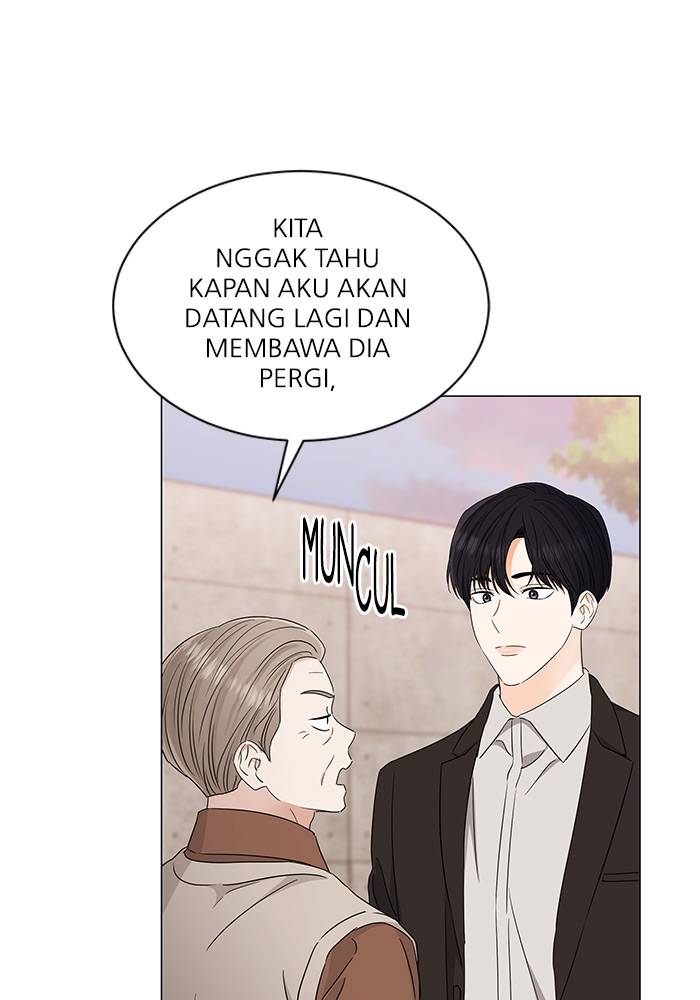 KITA
NGGAK TAHU
KAPAN AKU AKAN
DATANG LAGI DAN
MEMBAWA DIA
PERGI,
MUNCUL